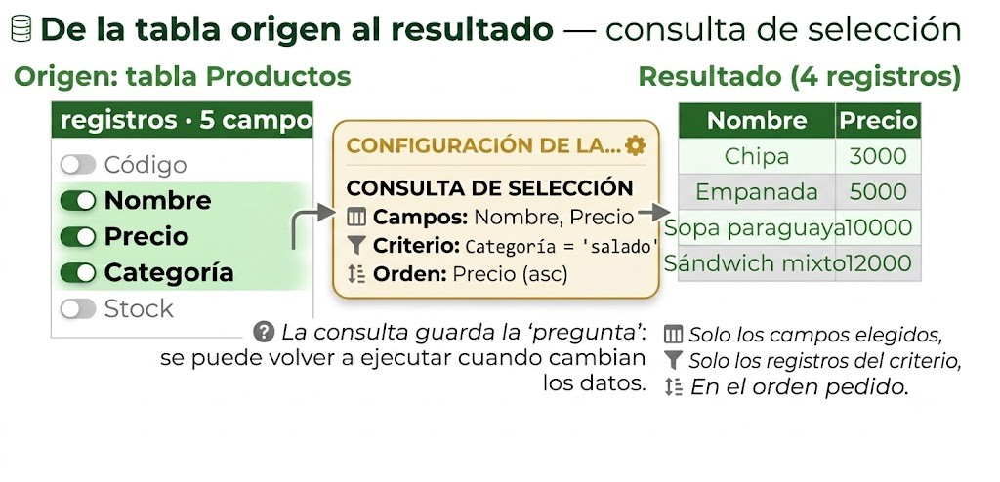 De la tabla origen al resultado — consulta de selección
Origen: tabla Productos
registros · 5 campo
Código
Nombre
Precio
Categoría
Stock
CONFIGURACIÓN DE LA...
CONSULTA DE SELECCIÓN
Campos: Nombre, Precio
Criterio: Categoría = 'salado'
Orden: Precio (asc)
Resultado (4 registros)
Nombre Precio
Chipa 3000
Empanada 5000
Sopa paraguaya 10000
Sándwich mixto 12000
? La consulta guarda la ‘pregunta’:
se puede volver a ejecutar cuando cambian
los datos.
Solo los campos elegidos,
Solo los registros del criterio,
En el orden pedido.